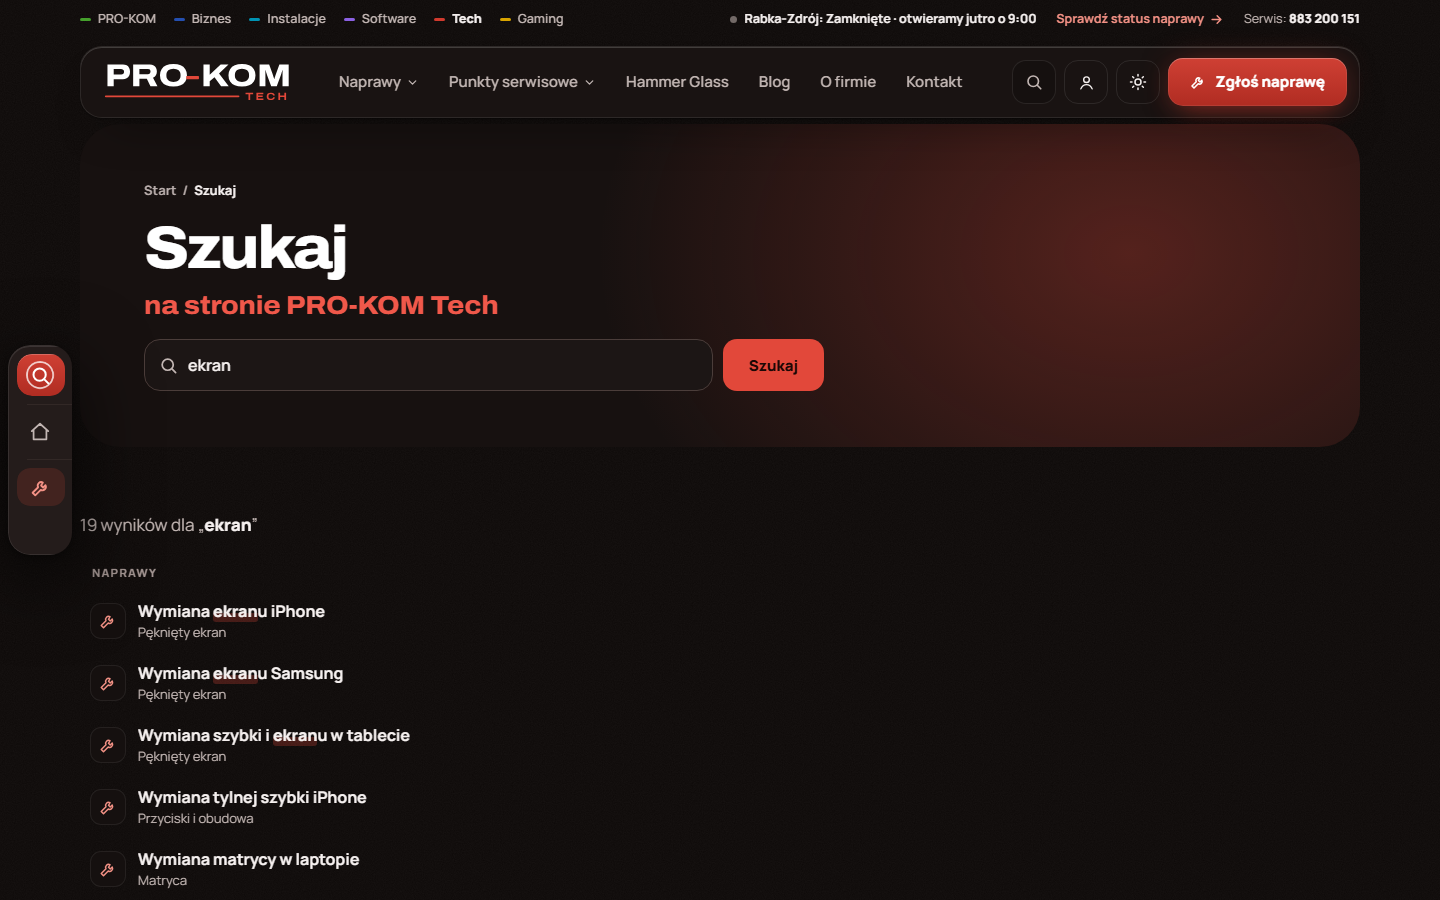 PRO-KOM Biznes Instalacje Software Tech Gaming Rabka-Zdrój: Zamknięte · otwieramy jutro o 9:00 Sprawdź status naprawy → Serwis: 883 200 151
PRO-KOM TECH Naprawy Punkty serwisowe Hammer Glass Blog O firmie Kontakt Zgłoś naprawę
Start / Szukaj
Szukaj
na stronie PRO-KOM Tech
ekran Szukaj
19 wyników dla „ekran”
NAPRAWY
Wymiana ekranu iPhone
Pęknięty ekran
Wymiana ekranu Samsung
Pęknięty ekran
Wymiana szybki i ekranu w tablecie
Pęknięty ekran
Wymiana tylnej szybki iPhone
Przyciski i obudowa
Wymiana matrycy w laptopie
Matryca